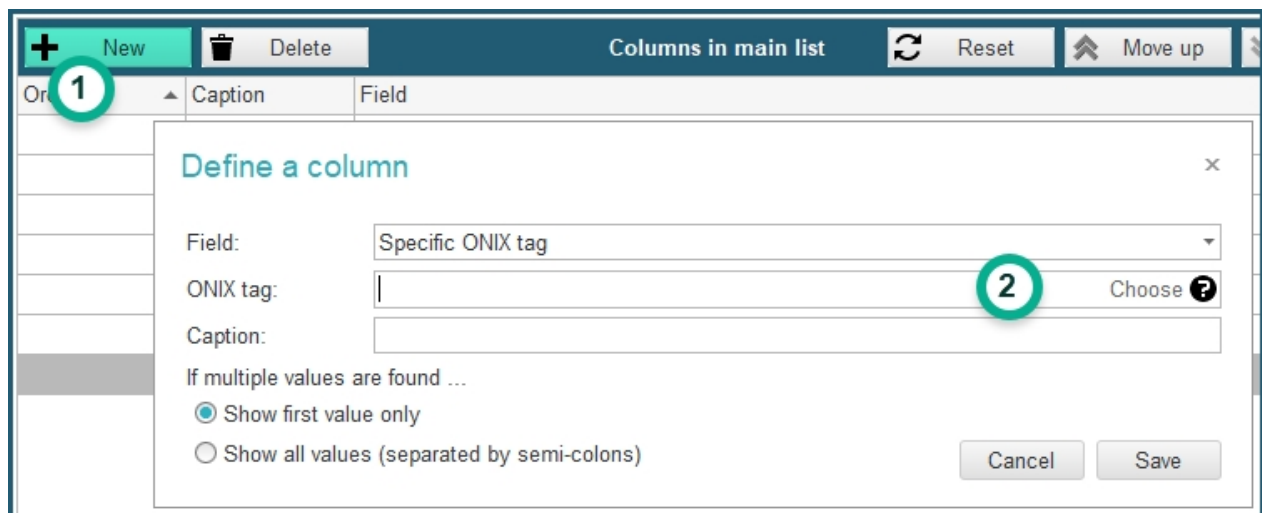 New Delete Columns in main list Reset Move up
1
Or Caption Field
Define a column
Field: Specific ONIX tag
ONIX tag: 2 Choose ?
Caption:
If multiple values are found ...
Show first value only
Show all values (separated by semi-colons)
Cancel Save